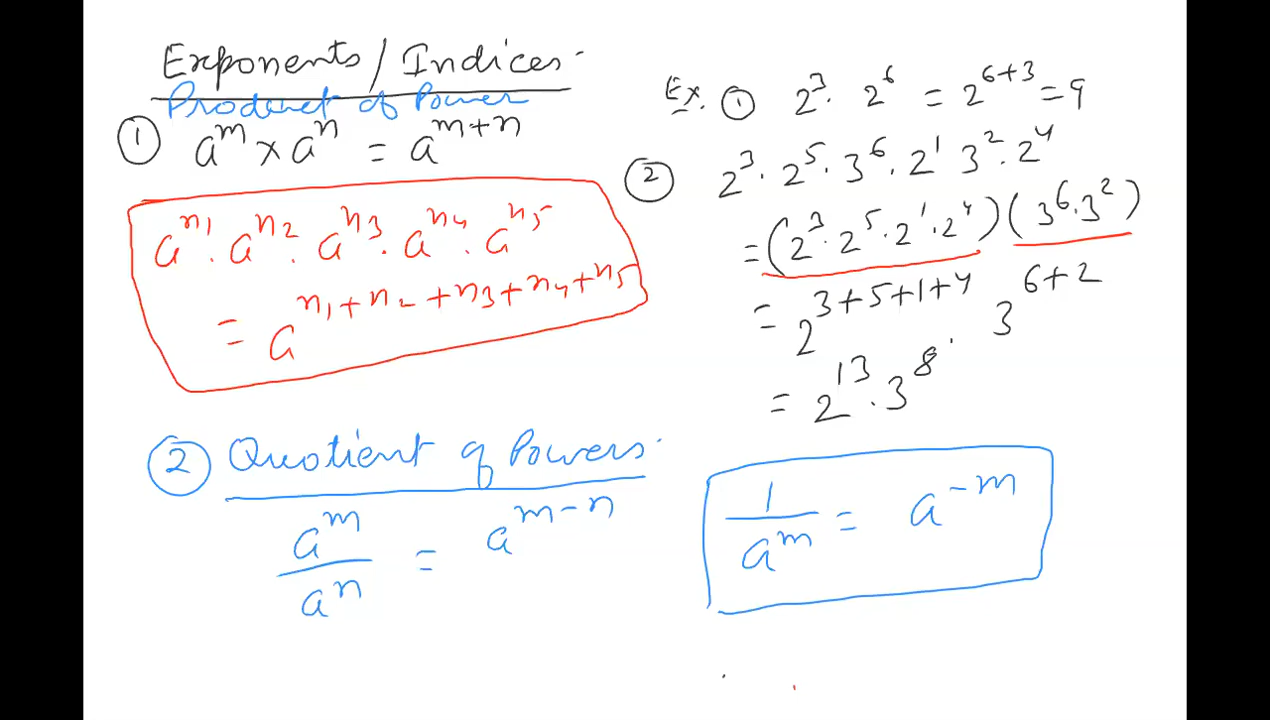 Exponents/Indices.
Product of Power
① a^m × a^n = a^{m+n}
a^{n1} . a^{n2} . a^{n3} . a^{n4} . a^{n5}
= a^{n1+n2+n3+n4+n5}
Ex. ① 2^3 . 2^6 = 2^{6+3} = 9
② 2^3 . 2^5 . 3^6 . 2^1 3^2 . 2^4
= (2^3 . 2^5 . 2^1 . 2^4) (3^6 . 3^2)
= 2^{3+5+1+4} 3^{6+2}
= 2^{13} . 3^8 .
② Quotient of Powers.
a^m / a^n = a^{m-n}
1 / a^m = a^{-m}